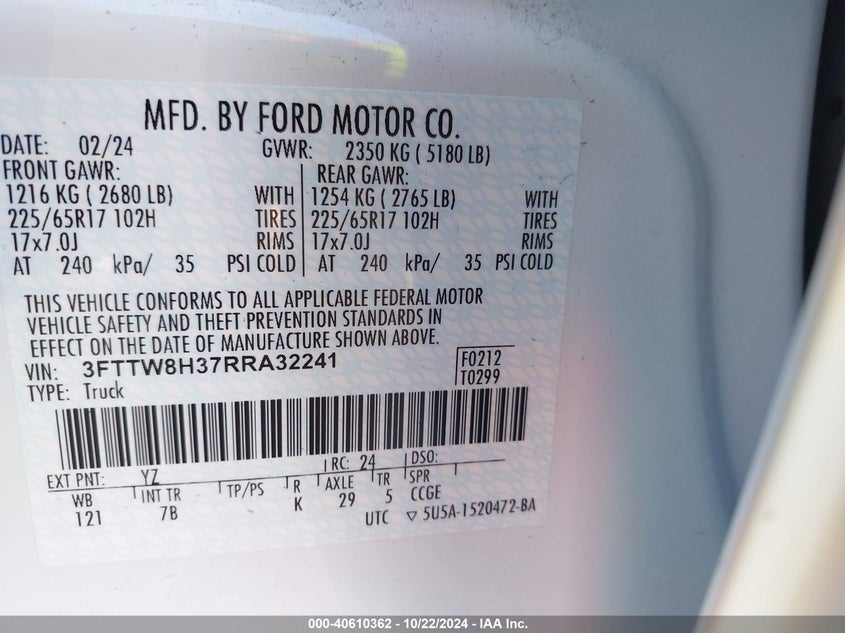 MFD. BY FORD MOTOR CO.
DATE: 02/24 GVWR: 2350 KG ( 5180 LB)
FRONT GAWR: REAR GAWR:
1216 KG ( 2680 LB) WITH 1254 KG ( 2765 LB) WITH
225/65R17 102H TIRES 225/65R17 102H TIRES
17x7.0J RIMS 17x7.0J RIMS
AT 240 kPa/ 35 PSI COLD AT 240 kPa/ 35 PSI COLD
THIS VEHICLE CONFORMS TO ALL APPLICABLE FEDERAL MOTOR
VEHICLE SAFETY AND THEFT PREVENTION STANDARDS IN
EFFECT ON THE DATE OF MANUFACTURE SHOWN ABOVE.
VIN: 3FTTW8H37RRA32241 F0212
TYPE: Truck T0299
EXT PNT: YZ RC: 24 DSO:
WB INT TR TP/PS R AXLE TR SPR
121 7B K 29 5 CCGE
UTC ▽ 5U5A-1520472-BA
000-40610362 - 10/22/2024 - IAA Inc.